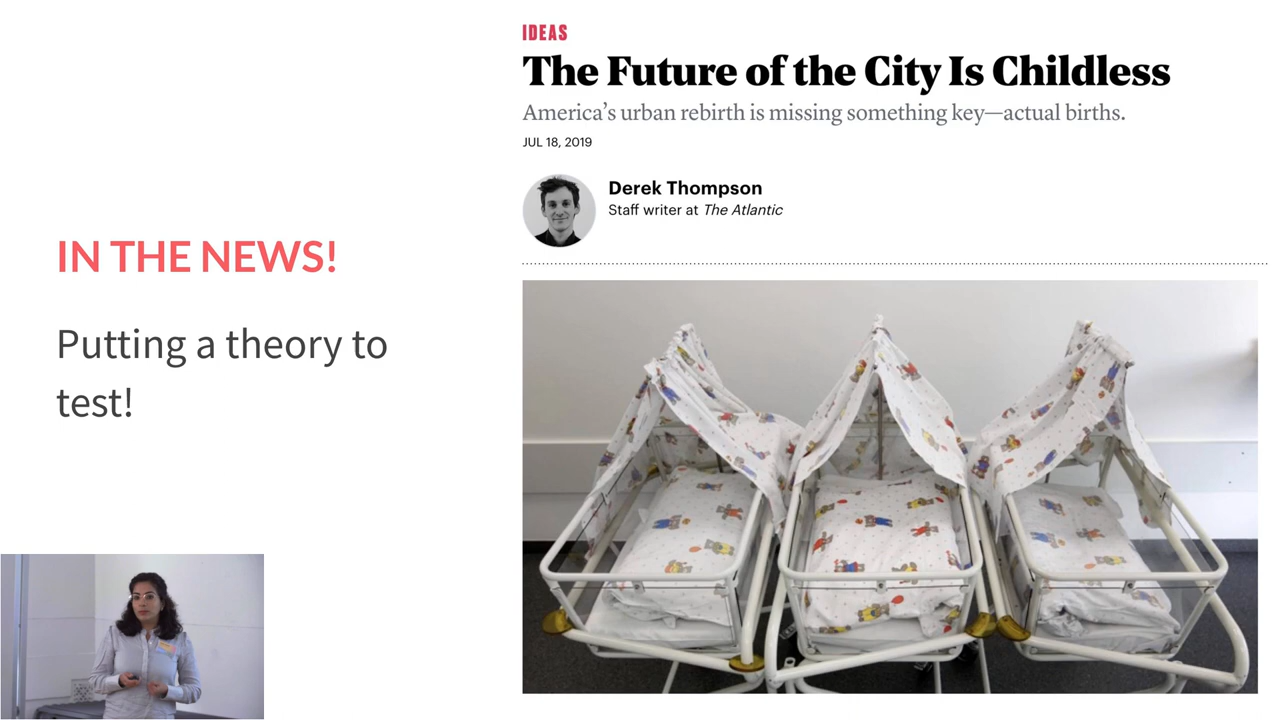 IN THE NEWS!
Putting a theory to
test!
IDEAS
The Future of the City Is Childless
America's urban rebirth is missing something key—actual births.
JUL 18, 2019
Derek Thompson
Staff writer at The Atlantic